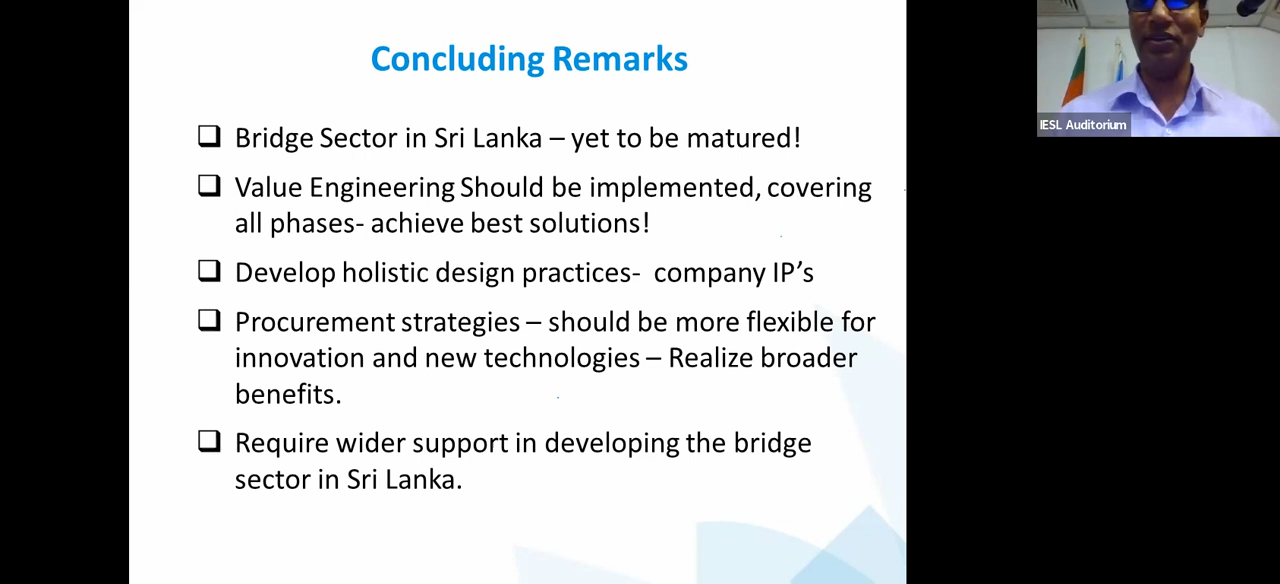 Concluding Remarks
❑ Bridge Sector in Sri Lanka – yet to be matured!
❑ Value Engineering Should be implemented, covering
all phases- achieve best solutions!
❑ Develop holistic design practices-  company IP’s
❑ Procurement strategies – should be more flexible for
innovation and new technologies – Realize broader
benefits.
❑ Require wider support in developing the bridge
sector in Sri Lanka.
IESL Auditorium